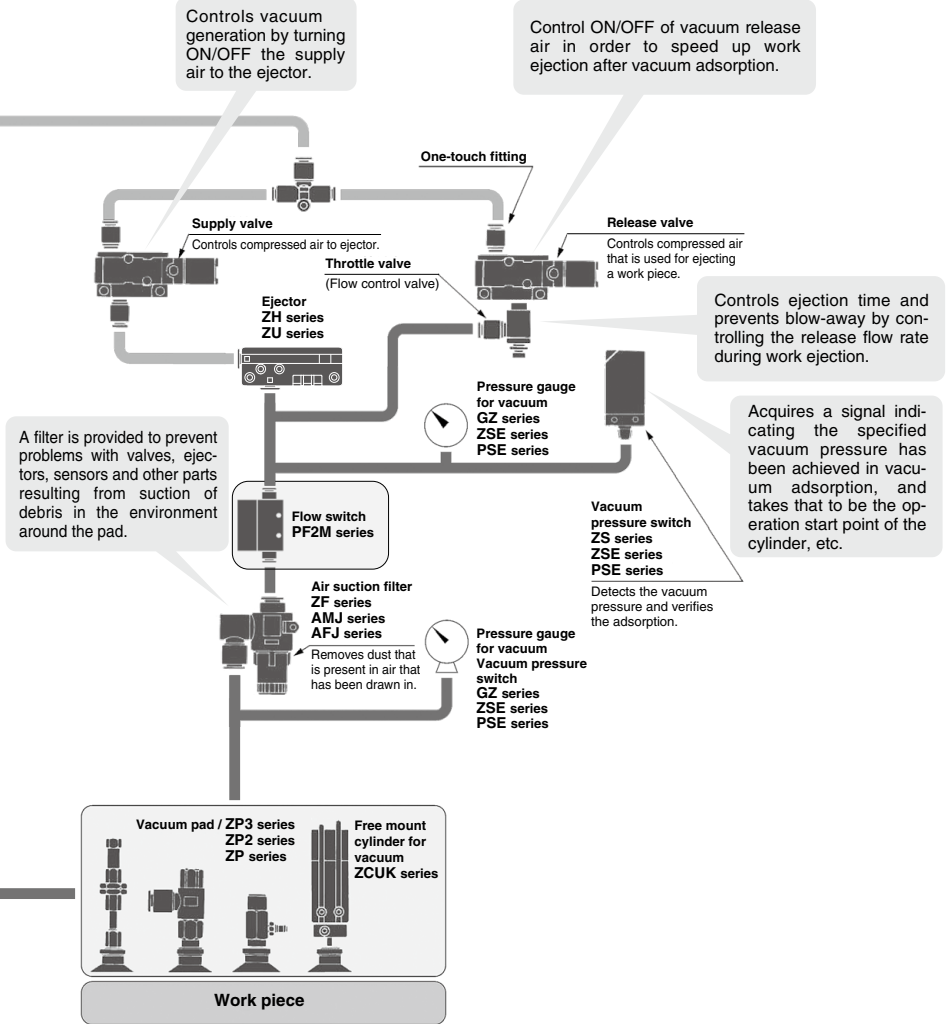 Controls vacuum
generation by turning
ON/OFF the supply
air to the ejector.
Control ON/OFF of vacuum release
air in order to speed up work
ejection after vacuum adsorption.
One-touch fitting
Supply valve
Controls compressed air to ejector.
Release valve
Controls compressed air
that is used for ejecting
a work piece.
Throttle valve
(Flow control valve)
Ejector
ZH series
ZU series
Controls ejection time and
prevents blow-away by con-
trolling the release flow rate
during work ejection.
Pressure gauge
for vacuum
GZ series
ZSE series
PSE series
Acquires a signal indi-
cating the specified
vacuum pressure has
been achieved in vacu-
um adsorption, and
takes that to be the op-
eration start point of the
cylinder, etc.
A filter is provided to prevent
problems with valves, ejec-
tors, sensors and other parts
resulting from suction of
debris in the environment
around the pad.
Flow switch
PF2M series
Vacuum
pressure switch
ZS series
ZSE series
PSE series
Detects the vacuum
pressure and verifies
the adsorption.
Air suction filter
ZF series
AMJ series
AFJ series
Removes dust that
is present in air that
has been drawn in.
Pressure gauge
for vacuum
Vacuum pressure
switch
GZ series
ZSE series
PSE series
Vacuum pad / ZP3 series
ZP2 series
ZP series
Free mount
cylinder for
vacuum
ZCUK series
Work piece